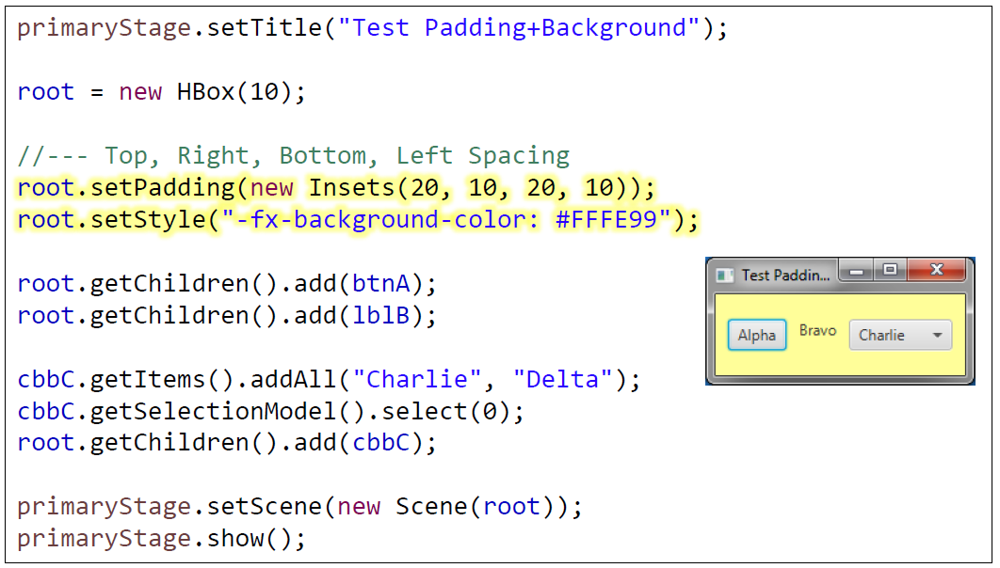 primaryStage.setTitle("Test Padding+Background");
root = new HBox(10);
//--- Top, Right, Bottom, Left Spacing
root.setPadding(new Insets(20, 10, 20, 10));
root.setStyle("-fx-background-color: #FFFE99");
root.getChildren().add(btnA);
root.getChildren().add(lblB);
cbbC.getItems().addAll("Charlie", "Delta");
cbbC.getSelectionModel().select(0);
root.getChildren().add(cbbC);
primaryStage.setScene(new Scene(root));
primaryStage.show();
Test Paddin...
Alpha Bravo Charlie